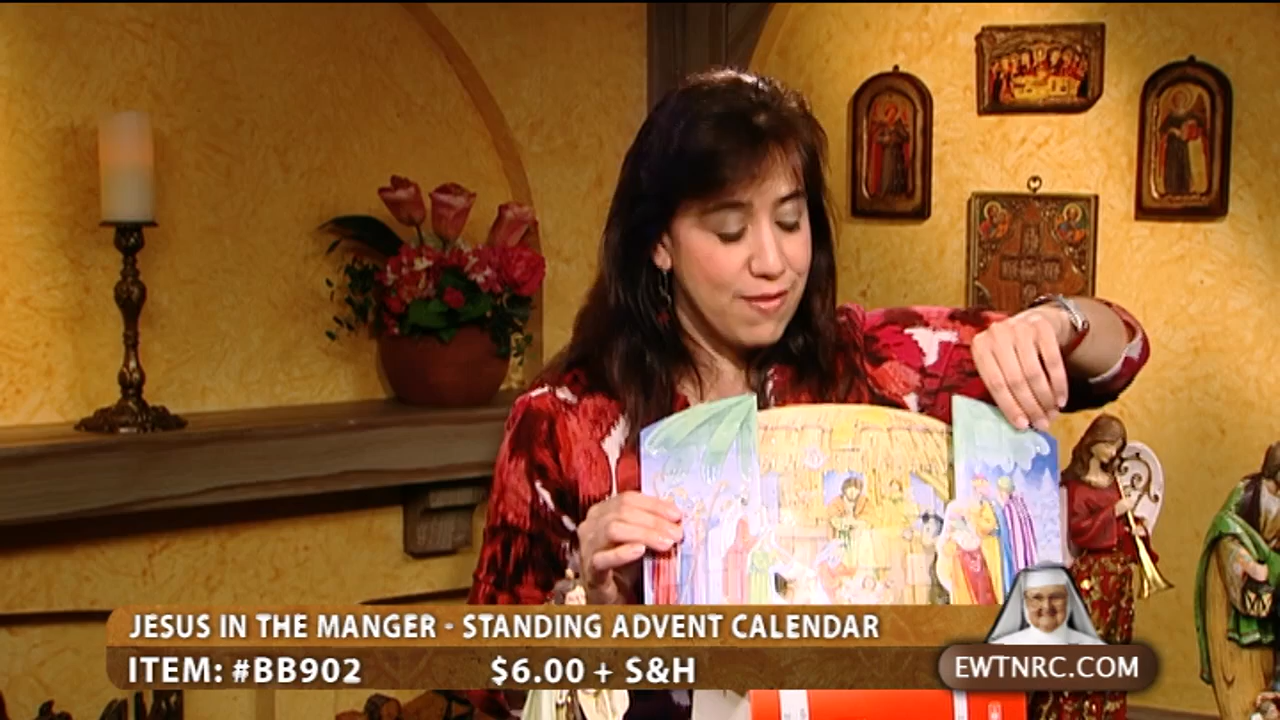 JESUS IN THE MANGER - STANDING ADVENT CALENDAR
ITEM: #BB902 $6.00 + S&H
EWTNRC.COM